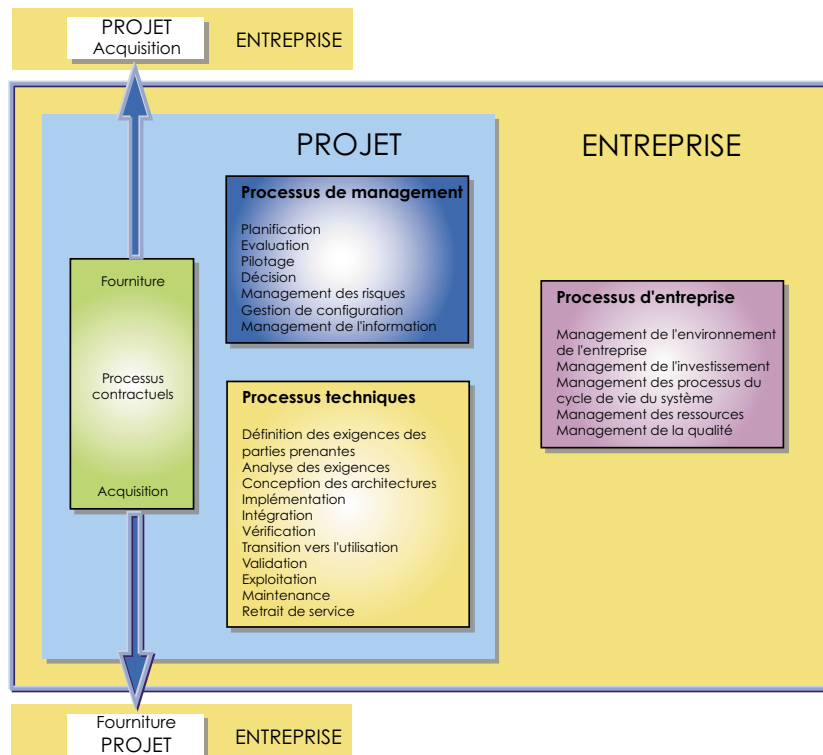 PROJET
Acquisition
ENTREPRISE
PROJET
ENTREPRISE
Processus de management
Planification
Evaluation
Pilotage
Décision
Management des risques
Gestion de configuration
Management de l'information
Fourniture
Processus
contractuels
Acquisition
Processus techniques
Définition des exigences des
parties prenantes
Analyse des exigences
Conception des architectures
Implémentation
Intégration
Vérification
Transition vers l'utilisation
Validation
Exploitation
Maintenance
Retrait de service
Processus d'entreprise
Management de l'environnement
de l'entreprise
Management de l'investissement
Management des processus du
cycle de vie du système
Management des ressources
Management de la qualité
Fourniture
PROJET
ENTREPRISE